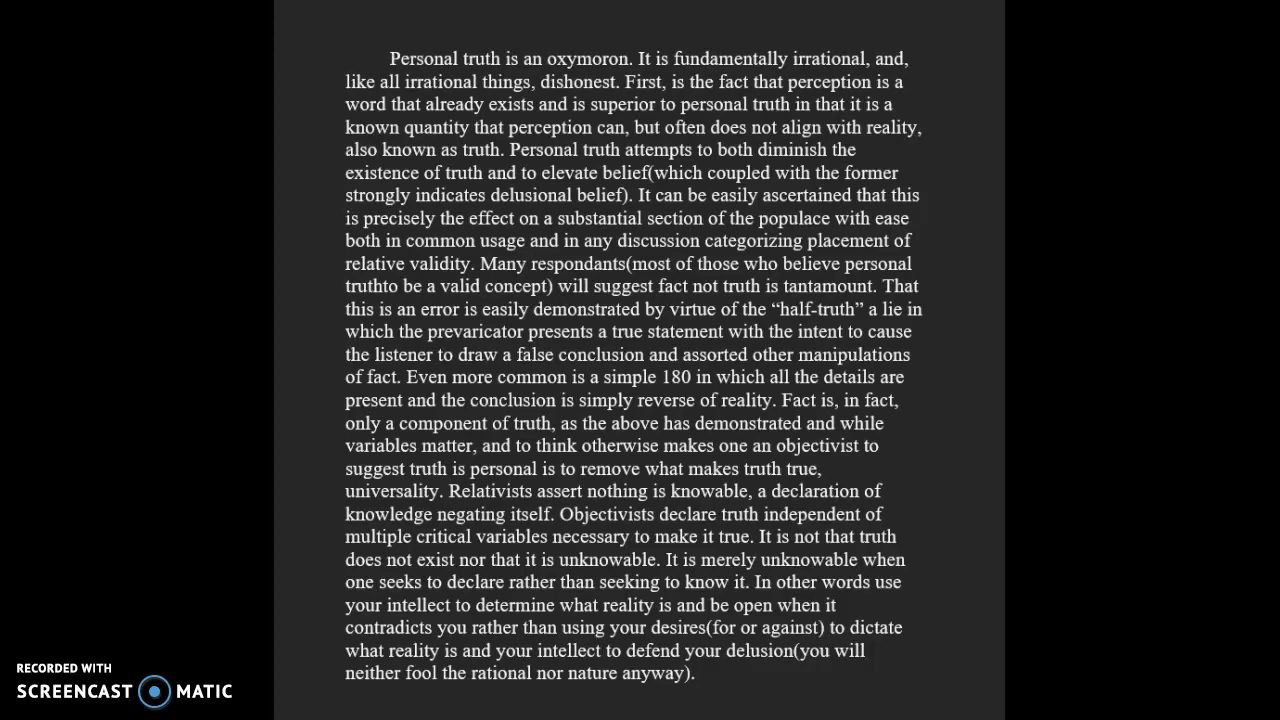 Personal truth is an oxymoron. It is fundamentally irrational, and,
like all irrational things, dishonest. First, is the fact that perception is a
word that already exists and is superior to personal truth in that it is a
known quantity that perception can, but often does not align with reality,
also known as truth. Personal truth attempts to both diminish the
existence of truth and to elevate belief(which coupled with the former
strongly indicates delusional belief). It can be easily ascertained that this
is precisely the effect on a substantial section of the populace with ease
both in common usage and in any discussion categorizing placement of
relative validity. Many respondants(most of those who believe personal
truthto be a valid concept) will suggest fact not truth is tantamount. That
this is an error is easily demonstrated by virtue of the “half-truth” a lie in
which the prevaricator presents a true statement with the intent to cause
the listener to draw a false conclusion and assorted other manipulations
of fact. Even more common is a simple 180 in which all the details are
present and the conclusion is simply reverse of reality. Fact is, in fact,
only a component of truth, as the above has demonstrated and while
variables matter, and to think otherwise makes one an objectivist to
suggest truth is personal is to remove what makes truth true,
universality. Relativists assert nothing is knowable, a declaration of
knowledge negating itself. Objectivists declare truth independent of
multiple critical variables necessary to make it true. It is not that truth
does not exist nor that it is unknowable. It is merely unknowable when
one seeks to declare rather than seeking to know it. In other words use
your intellect to determine what reality is and be open when it
contradicts you rather than using your desires(for or against) to dictate
what reality is and your intellect to defend your delusion(you will
neither fool the rational nor nature anyway).
RECORDED WITH
SCREENCAST MATIC